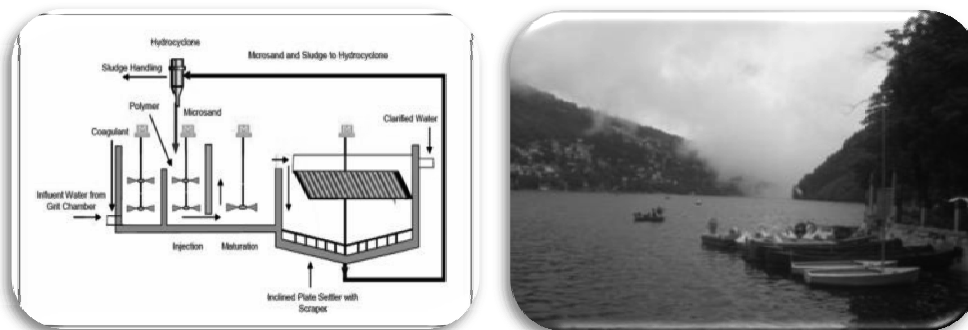 Hydrocyclone
Microsand and Sludge to Hydrocyclone
Sludge Handling
Polymer
Microsand
Coagulant
Clarified Water
Influent Water from
Grit Chamber
Injection
Maturation
Inclined Plate Settler with
Scraper